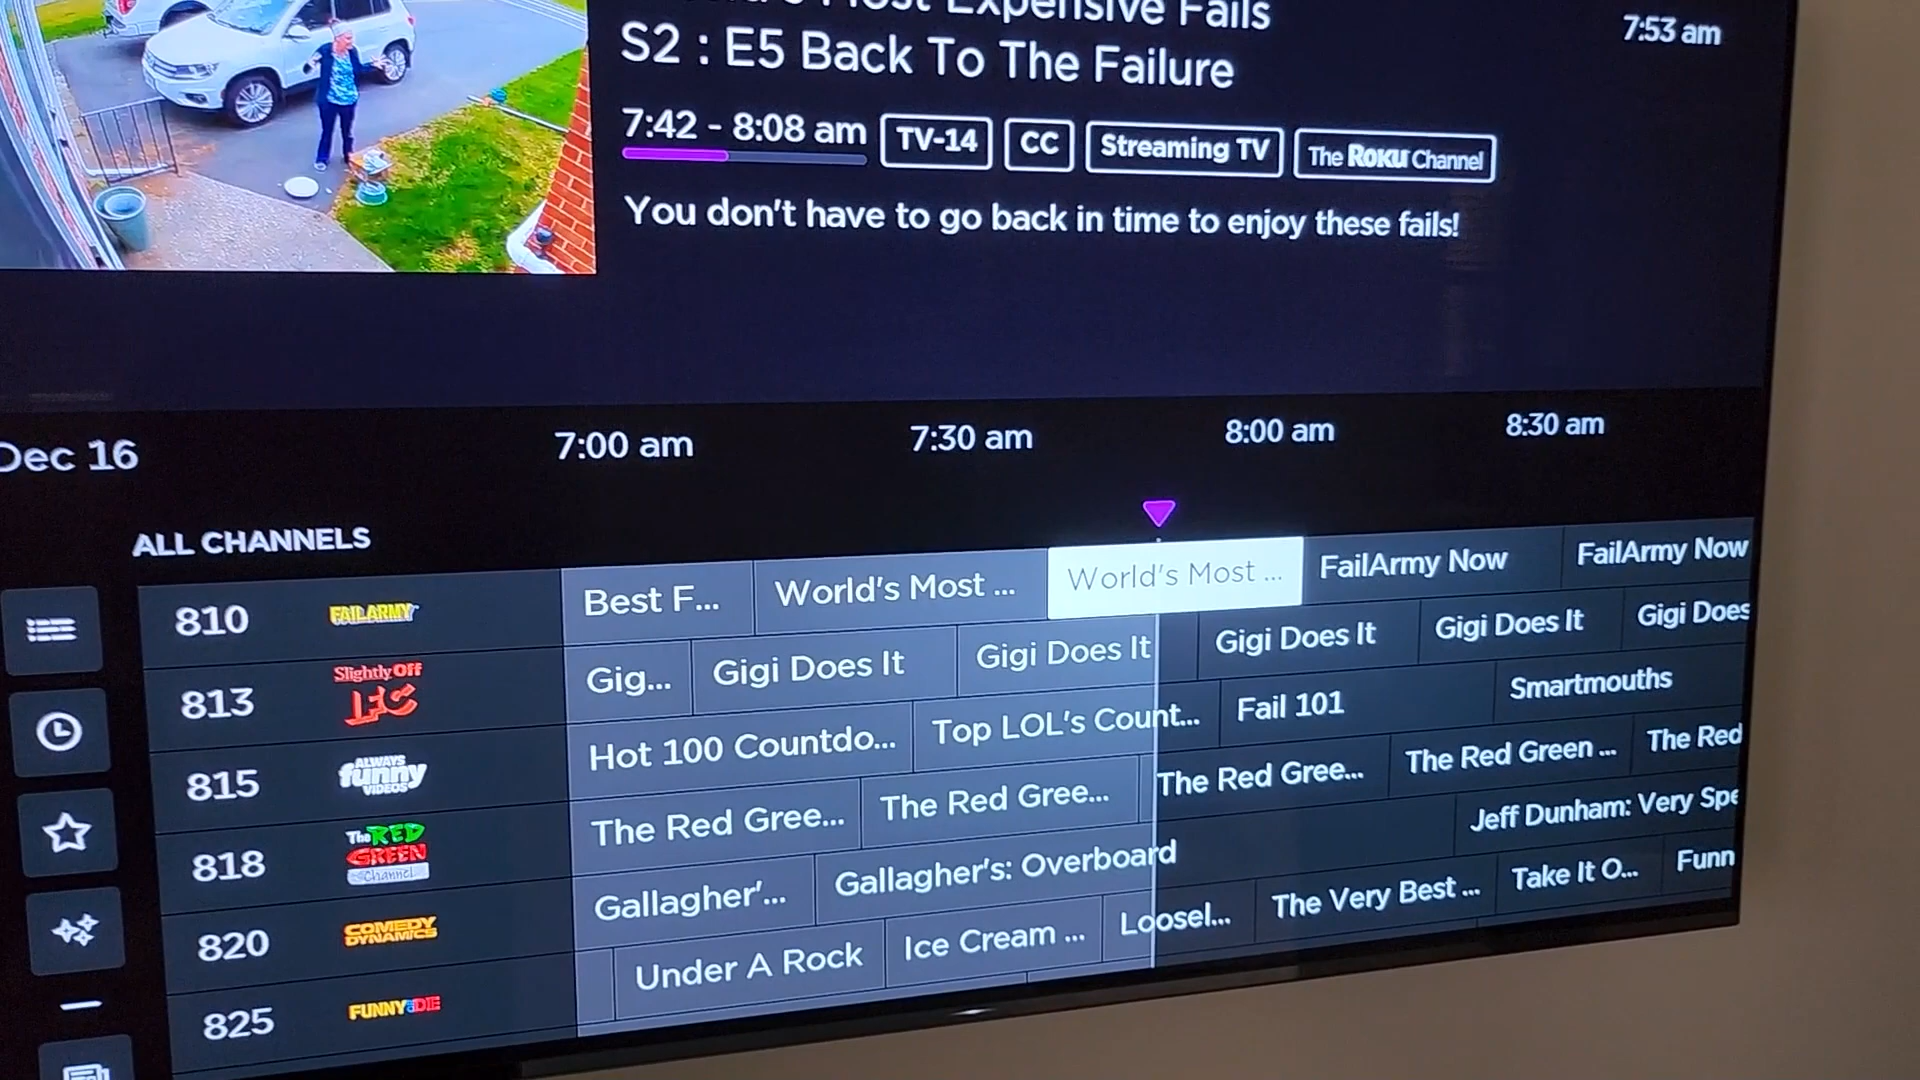 Most Expensive Fails
7:53 am
S2 : E5 Back To The Failure
7:42 - 8:08 am TV-14 CC Streaming TV The Roku Channel
You don't have to go back in time to enjoy these fails!
Dec 16 7:00 am 7:30 am 8:00 am 8:30 am
ALL CHANNELS
810 FAILARMY Best F... World's Most ... World's Most ... FailArmy Now FailArmy Now
813 Slightly Off IFC Gig... Gigi Does It Gigi Does It Gigi Does It Gigi Does It Gigi Does
815 ALWAYS funny VIDEOS Hot 100 Countdo... Top LOL's Count... Fail 101 Smartmouths
818 The RED GREEN Channel The Red Gree... The Red Gree... The Red Gree... The Red Green ... The Red
820 COMEDY DYNAMICS Gallagher'... Gallagher's: Overboard Jeff Dunham: Very Spe
825 FUNNY OR DIE Under A Rock Ice Cream ... Loosel... The Very Best ... Take It O... Funn